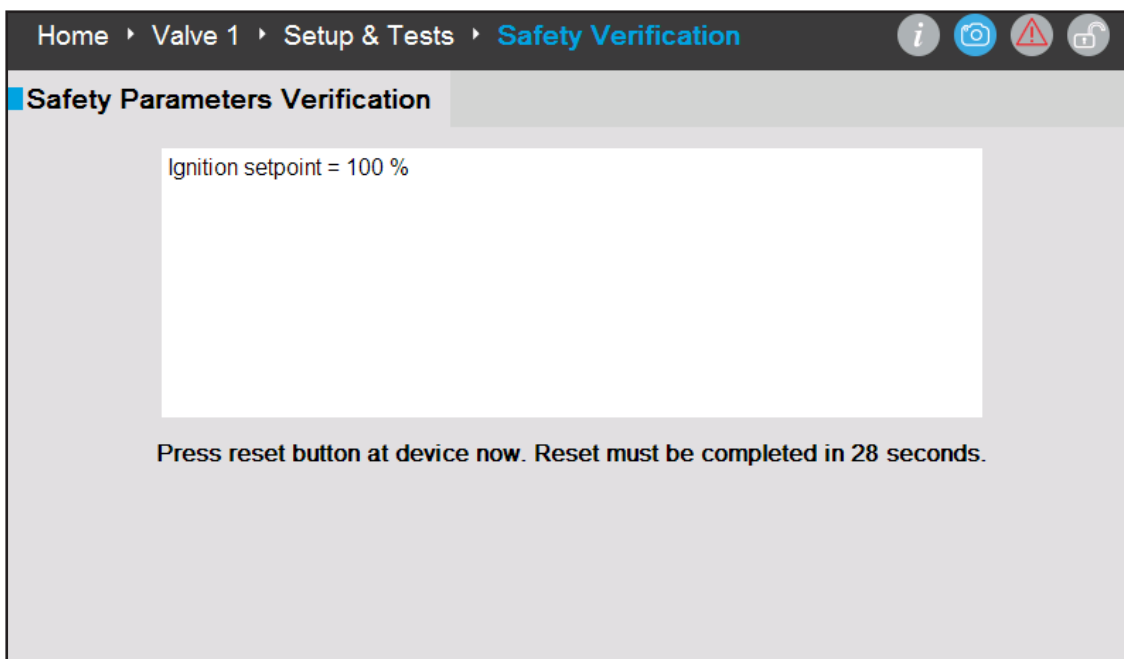 Home ‣ Valve 1 ‣ Setup & Tests ‣ Safety Verification
Safety Parameters Verification
Ignition setpoint = 100 %
Press reset button at device now. Reset must be completed in 28 seconds.